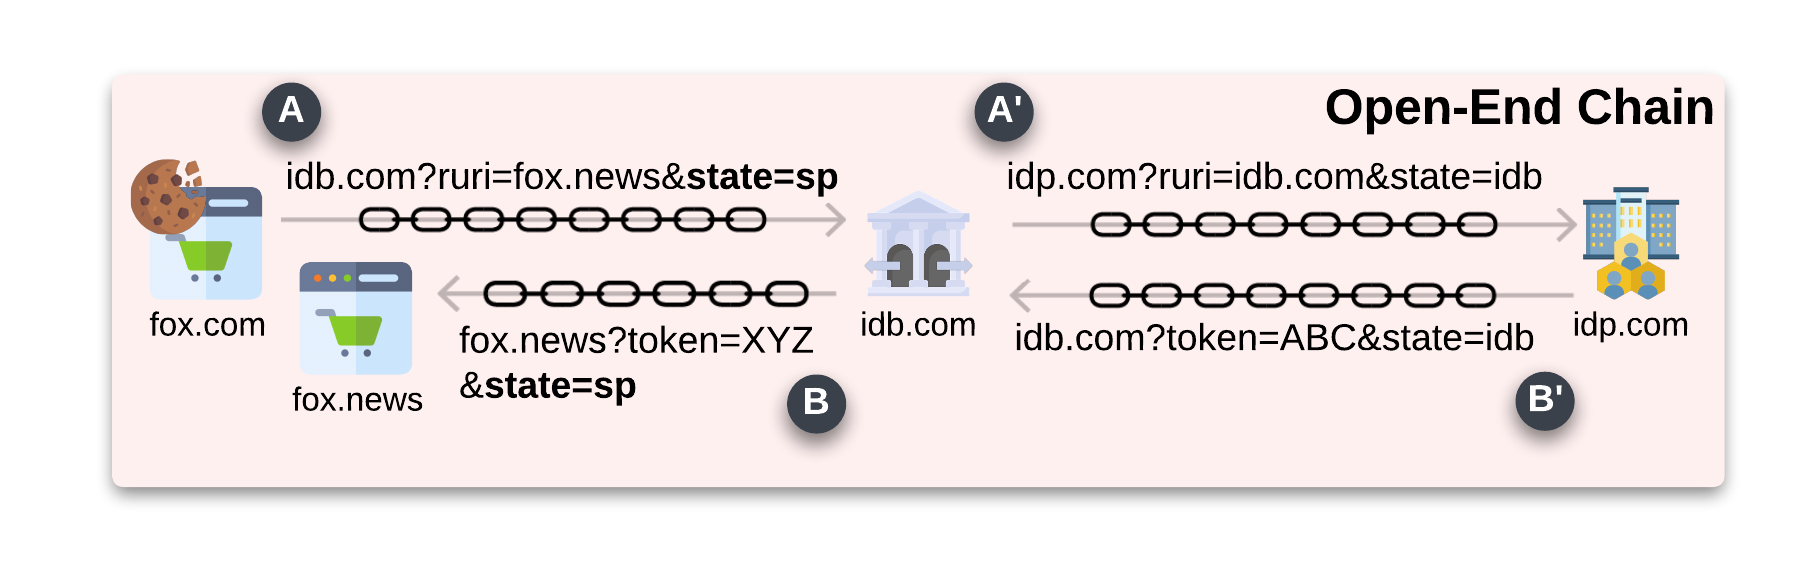 A
A'
Open-End Chain
idb.com?ruri=fox.news&state=sp
idp.com?ruri=idb.com&state=idb
fox.com
fox.news
fox.news?token=XYZ
&state=sp
idb.com
idb.com?token=ABC&state=idb
idp.com
B
B'